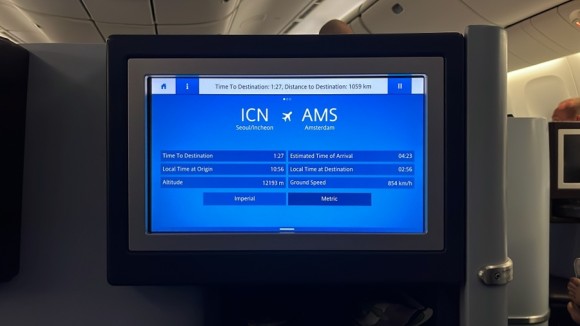 i
Time To Destination: 1:27, Distance to Destination: 1059 km
ICN AMS
Seoul/Incheon Amsterdam
Time To Destination 1:27 Estimated Time of Arrival 04:23
Local Time at Origin 10:56 Local Time at Destination 02:56
Altitude 12193 m Ground Speed 854 km/h
Imperial Metric